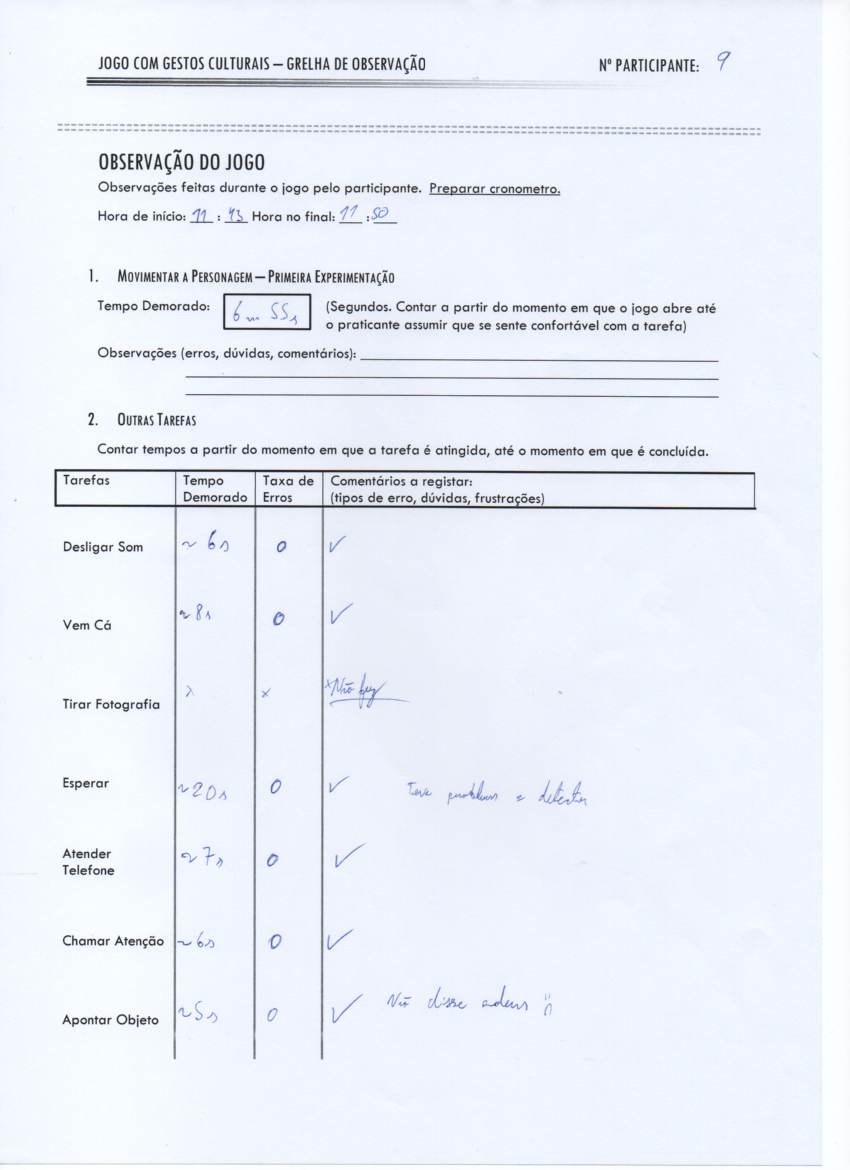 JOGO COM GESTOS CULTURAIS – GRELHA DE OBSERVAÇÃO Nº PARTICIPANTE: 9
OBSERVAÇÃO DO JOGO
Observações feitas durante o jogo pelo participante. Preparar cronometro.
Hora de início: 11 : 43 Hora no final: 11 : 50
1. MOVIMENTAR A PERSONAGEM – PRIMEIRA EXPERIMENTAÇÃO
Tempo Demorado: 6m 55s (Segundos. Contar a partir do momento em que o jogo abre até
o praticante assumir que se sente confortável com a tarefa)
Observações (erros, dúvidas, comentários):
2. OUTRAS TAREFAS
Contar tempos a partir do momento em que a tarefa é atingida, até o momento em que é concluída.
Tarefas Tempo Demorado Taxa de Erros Comentários a registar:
(tipos de erro, dúvidas, frustrações)
Desligar Som ~ 6s 0 ✓
Vem Cá ~8s 0 ✓
Tirar Fotografia x x *Não fez
Esperar ~20s 0 ✓ Teve problemas a detectar
Atender Telefone ~7s 0 ✓
Chamar Atenção ~6s 0 ✓
Apontar Objeto ~5s 0 ✓ Não disse adeus